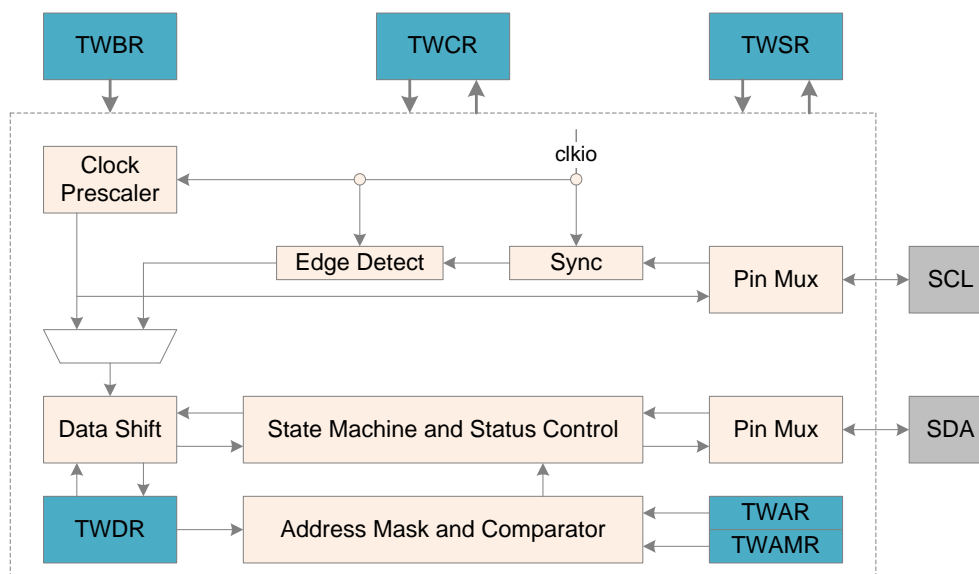 TWBR
TWCR
TWSR
clkio
Clock
Prescaler
Edge Detect
Sync
Pin Mux
SCL
Data Shift
State Machine and Status Control
Pin Mux
SDA
TWDR
Address Mask and Comparator
TWAR
TWAMR